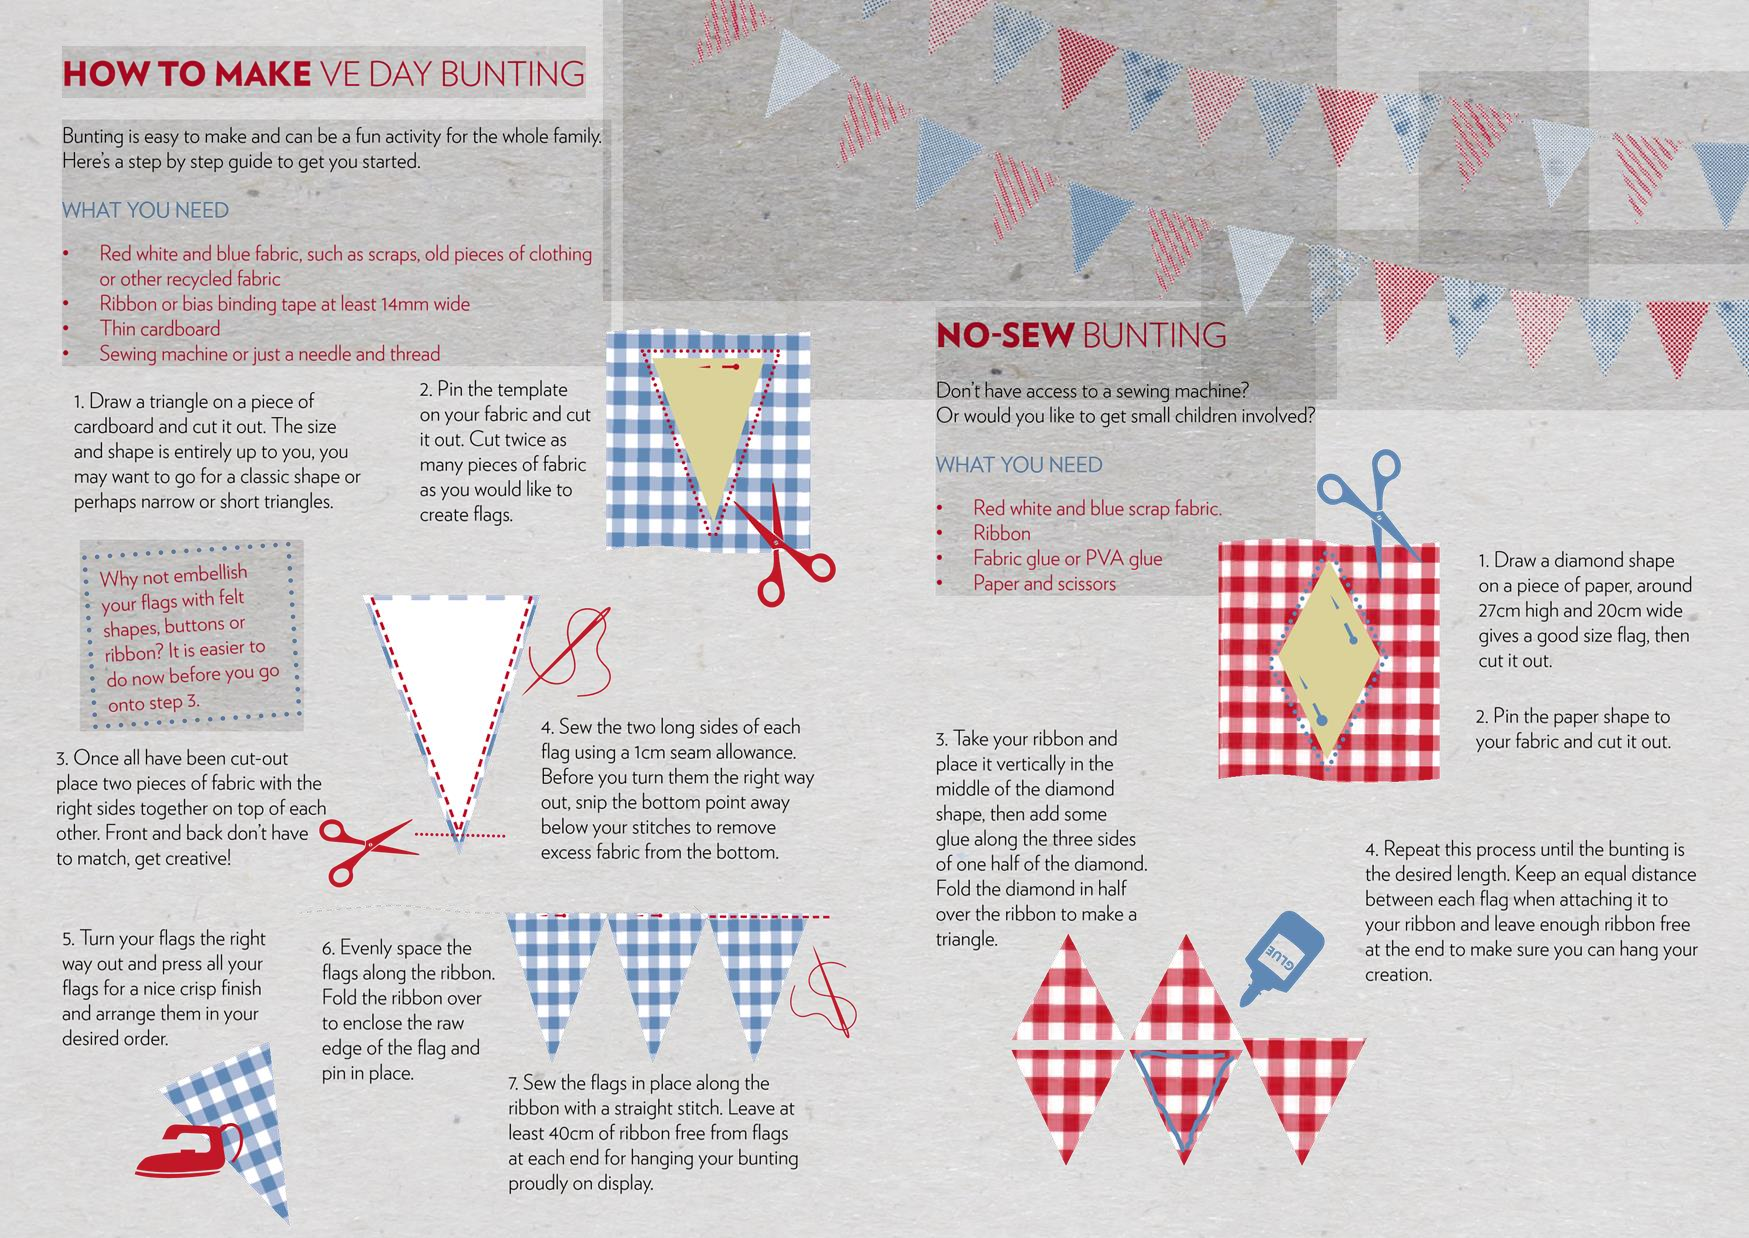 HOW TO MAKE VE DAY BUNTING
Bunting is easy to make and can be a fun activity for the whole family.
Here's a step by step guide to get you started.
WHAT YOU NEED
• Red white and blue fabric, such as scraps, old pieces of clothing
or other recycled fabric
• Ribbon or bias binding tape at least 14mm wide
• Thin cardboard
• Sewing machine or just a needle and thread
1. Draw a triangle on a piece of
cardboard and cut it out. The size
and shape is entirely up to you, you
may want to go for a classic shape or
perhaps narrow or short triangles.
2. Pin the template
on your fabric and cut
it out. Cut twice as
many pieces of fabric
as you would like to
create flags.
Why not embellish
your flags with felt
shapes, buttons or
ribbon? It is easier to
do now before you go
onto step 3.
3. Once all have been cut-out
place two pieces of fabric with the
right sides together on top of each
other. Front and back don't have
to match, get creative!
4. Sew the two long sides of each
flag using a 1cm seam allowance.
Before you turn them the right way
out, snip the bottom point away
below your stitches to remove
excess fabric from the bottom.
5. Turn your flags the right
way out and press all your
flags for a nice crisp finish
and arrange them in your
desired order.
6. Evenly space the
flags along the ribbon.
Fold the ribbon over
to enclose the raw
edge of the flag and
pin in place.
7. Sew the flags in place along the
ribbon with a straight stitch. Leave at
least 40cm of ribbon free from flags
at each end for hanging your bunting
proudly on display.
NO-SEW BUNTING
Don't have access to a sewing machine?
Or would you like to get small children involved?
WHAT YOU NEED
• Red white and blue scrap fabric.
• Ribbon
• Fabric glue or PVA glue
• Paper and scissors
1. Draw a diamond shape
on a piece of paper, around
27cm high and 20cm wide
gives a good size flag, then
cut it out.
2. Pin the paper shape to
your fabric and cut it out.
3. Take your ribbon and
place it vertically in the
middle of the diamond
shape, then add some
glue along the three sides
of one half of the diamond.
Fold the diamond in half
over the ribbon to make a
triangle.
GLUE
4. Repeat this process until the bunting is
the desired length. Keep an equal distance
between each flag when attaching it to
your ribbon and leave enough ribbon free
at the end to make sure you can hang your
creation.